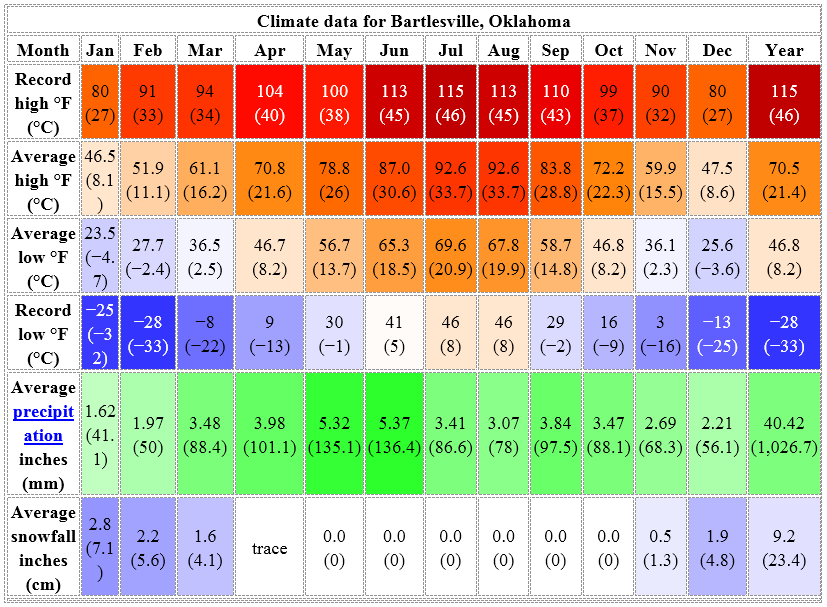 Climate data for Bartlesville, Oklahoma
Month Jan Feb Mar Apr May Jun Jul Aug Sep Oct Nov Dec Year
Record high °F (°C) 80 (27) 91 (33) 94 (34) 104 (40) 100 (38) 113 (45) 115 (46) 113 (45) 110 (43) 99 (37) 90 (32) 80 (27) 115 (46)
Average high °F (°C) 46.5 (8.1) 51.9 (11.1) 61.1 (16.2) 70.8 (21.6) 78.8 (26) 87.0 (30.6) 92.6 (33.7) 92.6 (33.7) 83.8 (28.8) 72.2 (22.3) 59.9 (15.5) 47.5 (8.6) 70.5 (21.4)
Average low °F (°C) 23.5 (−4.7) 27.7 (−2.4) 36.5 (2.5) 46.7 (8.2) 56.7 (13.7) 65.3 (18.5) 69.6 (20.9) 67.8 (19.9) 58.7 (14.8) 46.8 (8.2) 36.1 (2.3) 25.6 (−3.6) 46.8 (8.2)
Record low °F (°C) −25 (−32) −28 (−33) −8 (−22) 9 (−13) 30 (−1) 41 (5) 46 (8) 46 (8) 29 (−2) 16 (−9) 3 (−16) −13 (−25) −28 (−33)
Average precipitation inches (mm) 1.62 (41.1) 1.97 (50) 3.48 (88.4) 3.98 (101.1) 5.32 (135.1) 5.37 (136.4) 3.41 (86.6) 3.07 (78) 3.84 (97.5) 3.47 (88.1) 2.69 (68.3) 2.21 (56.1) 40.42 (1,026.7)
Average snowfall inches (cm) 2.8 (7.1) 2.2 (5.6) 1.6 (4.1) trace 0.0 (0) 0.0 (0) 0.0 (0) 0.0 (0) 0.0 (0) 0.0 (0) 0.5 (1.3) 1.9 (4.8) 9.2 (23.4)